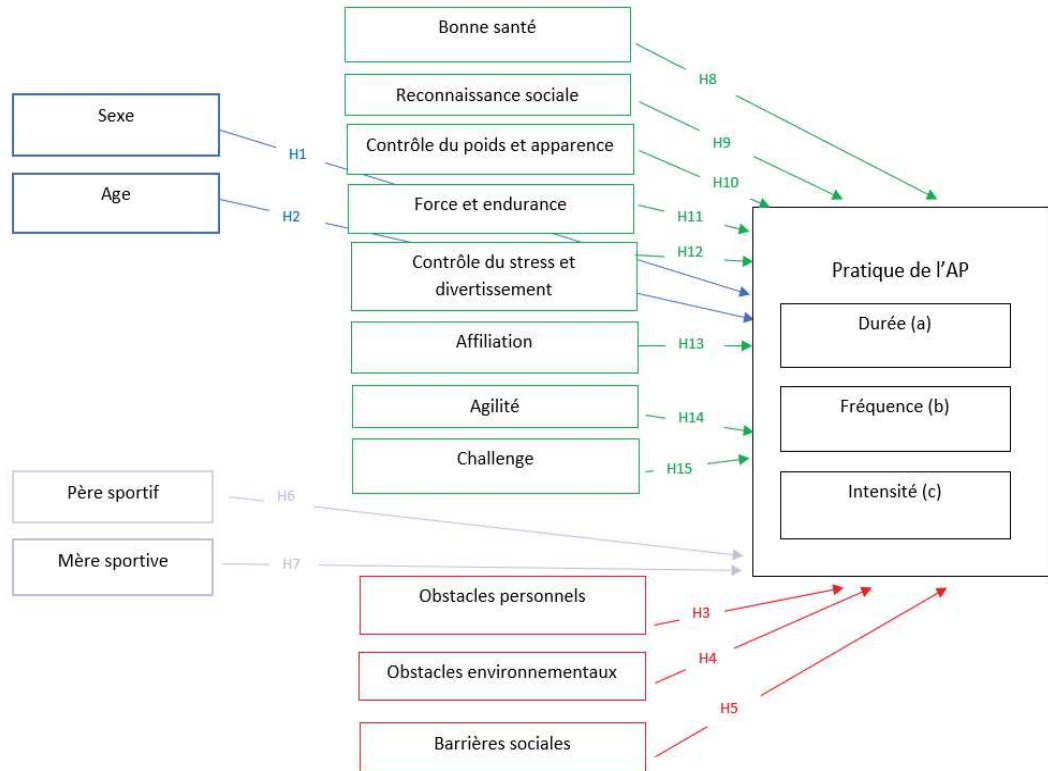 Bonne santé
H8
Reconnaissance sociale
Sexe
H9
Contrôle du poids et apparence
H1
H10
Age
Force et endurance
H2
H11
H12
Contrôle du stress et
divertissement
Pratique de l'AP
Durée (a)
Affiliation
H13
Agilité
H14
Fréquence (b)
Challenge
H15
Père sportif
H6
Intensité (c)
Mère sportive
H7
Obstacles personnels
H3
Obstacles environnementaux
H4
H5
Barrières sociales